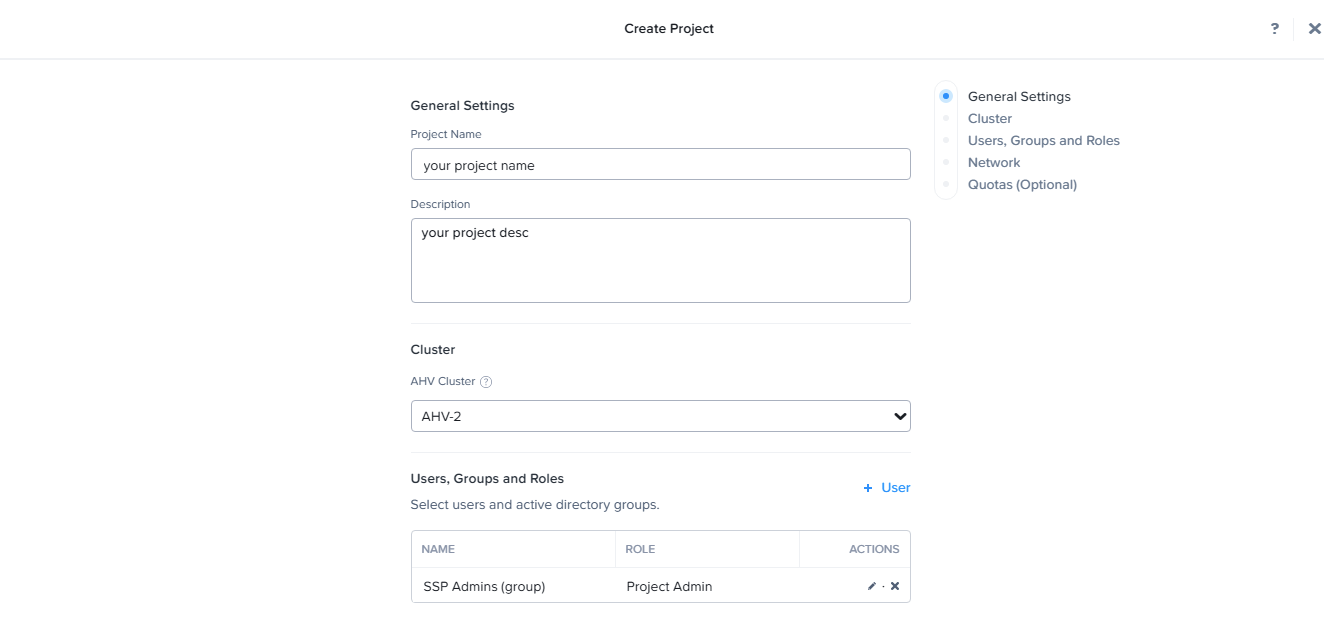 Create Project
?
General Settings
Project Name
your project name
Description
your project desc
Cluster
AHV Cluster ?
AHV-2
Users, Groups and Roles
+ User
Select users and active directory groups.
NAME ROLE ACTIONS
SSP Admins (group) Project Admin
General Settings
Cluster
Users, Groups and Roles
Network
Quotas (Optional)